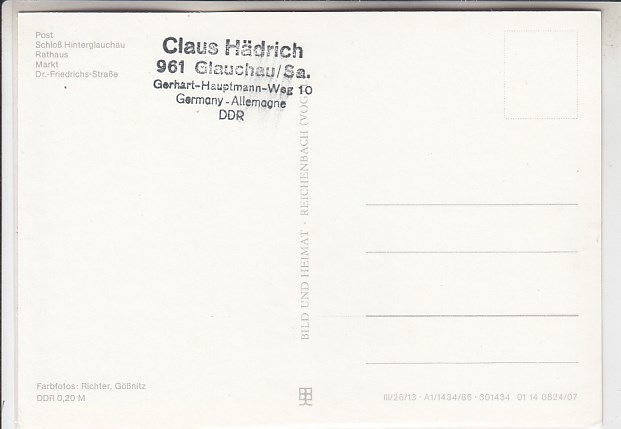 Post
Schloß Hinterglauchau
Rathaus
Markt
Dr.-Friedrichs-Straße
Claus Hädrich
961 Glauchau/Sa.
Gerhart-Hauptmann-Weg 10
Germany - Allemagne
DDR
BILD UND HEIMAT · REICHENBACH (VOG
Farbfotos: Richter, Gößnitz
DDR 0,20 M
III/26/13 · A1/1434/88 · 301434 01 14 0824/07